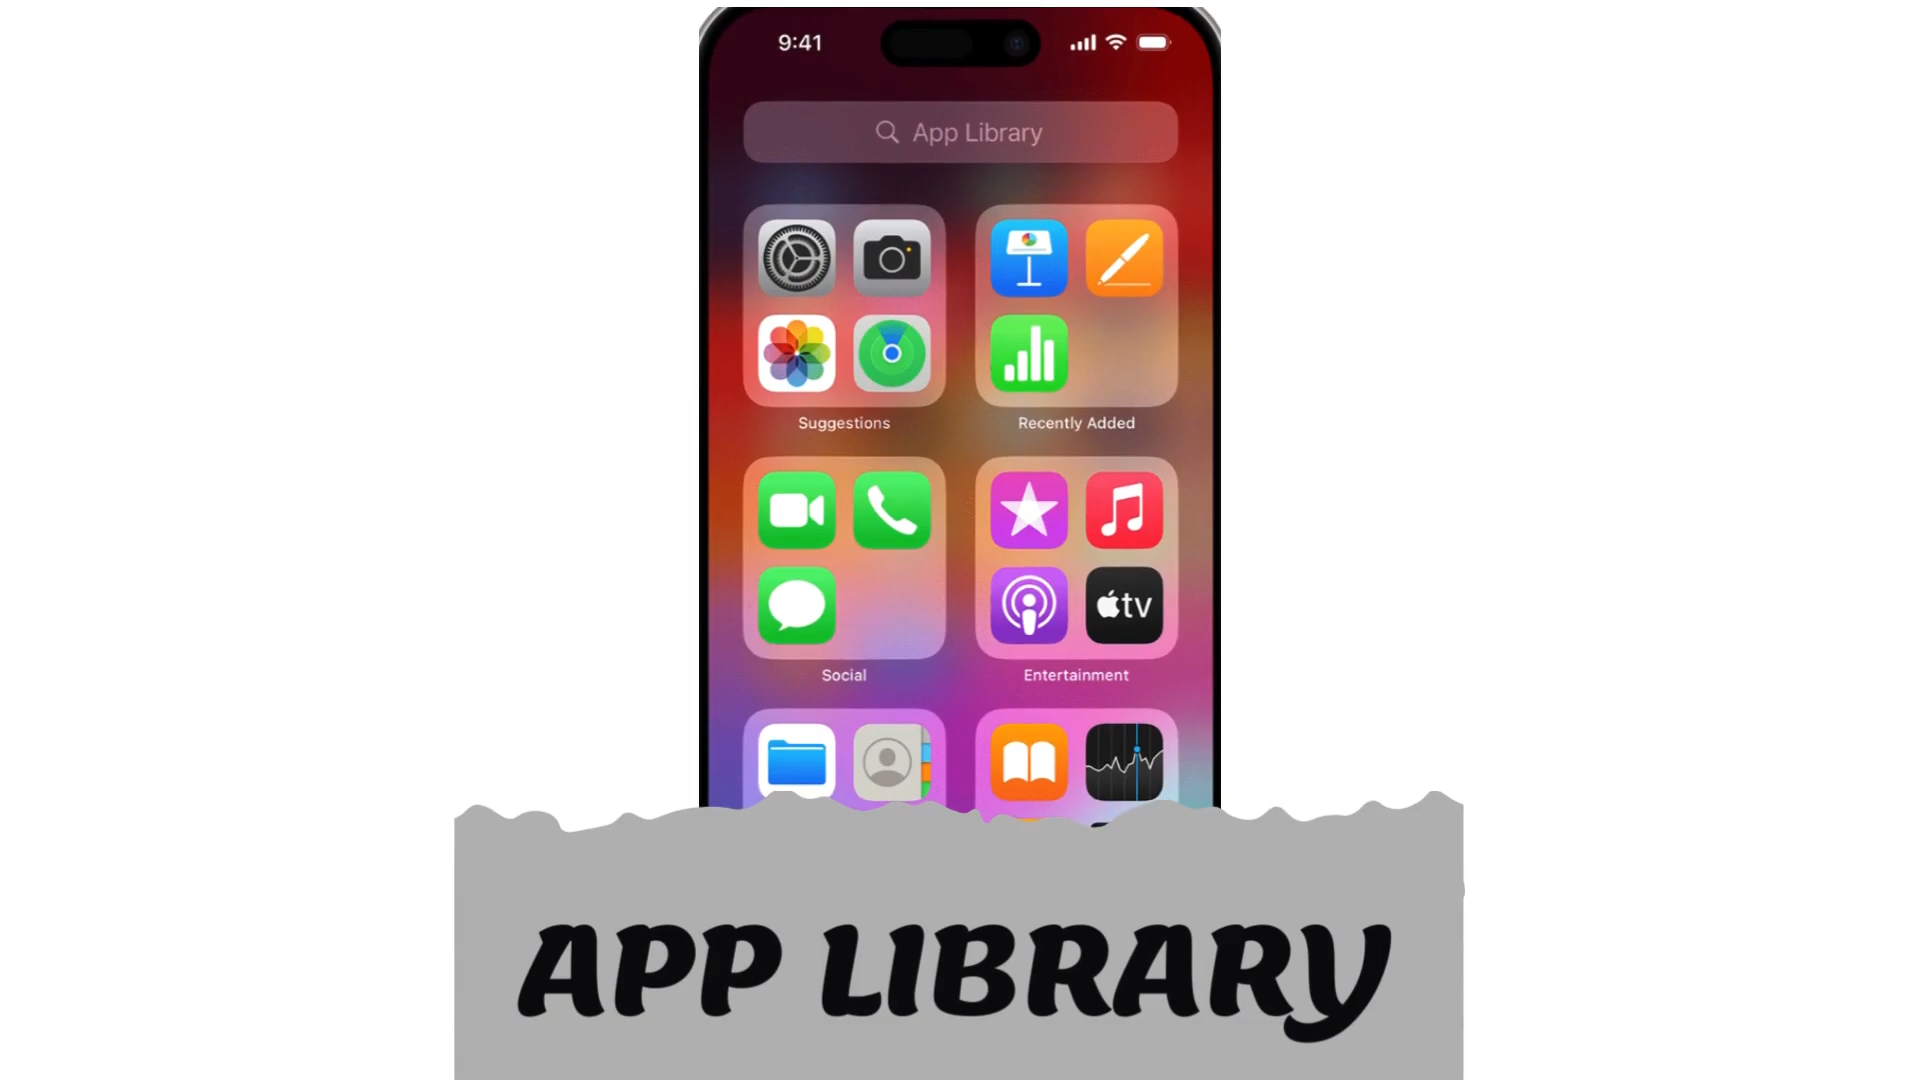 9:41
App Library
Suggestions
Recently Added
tv
Social
Entertainment
APP LIBRARY